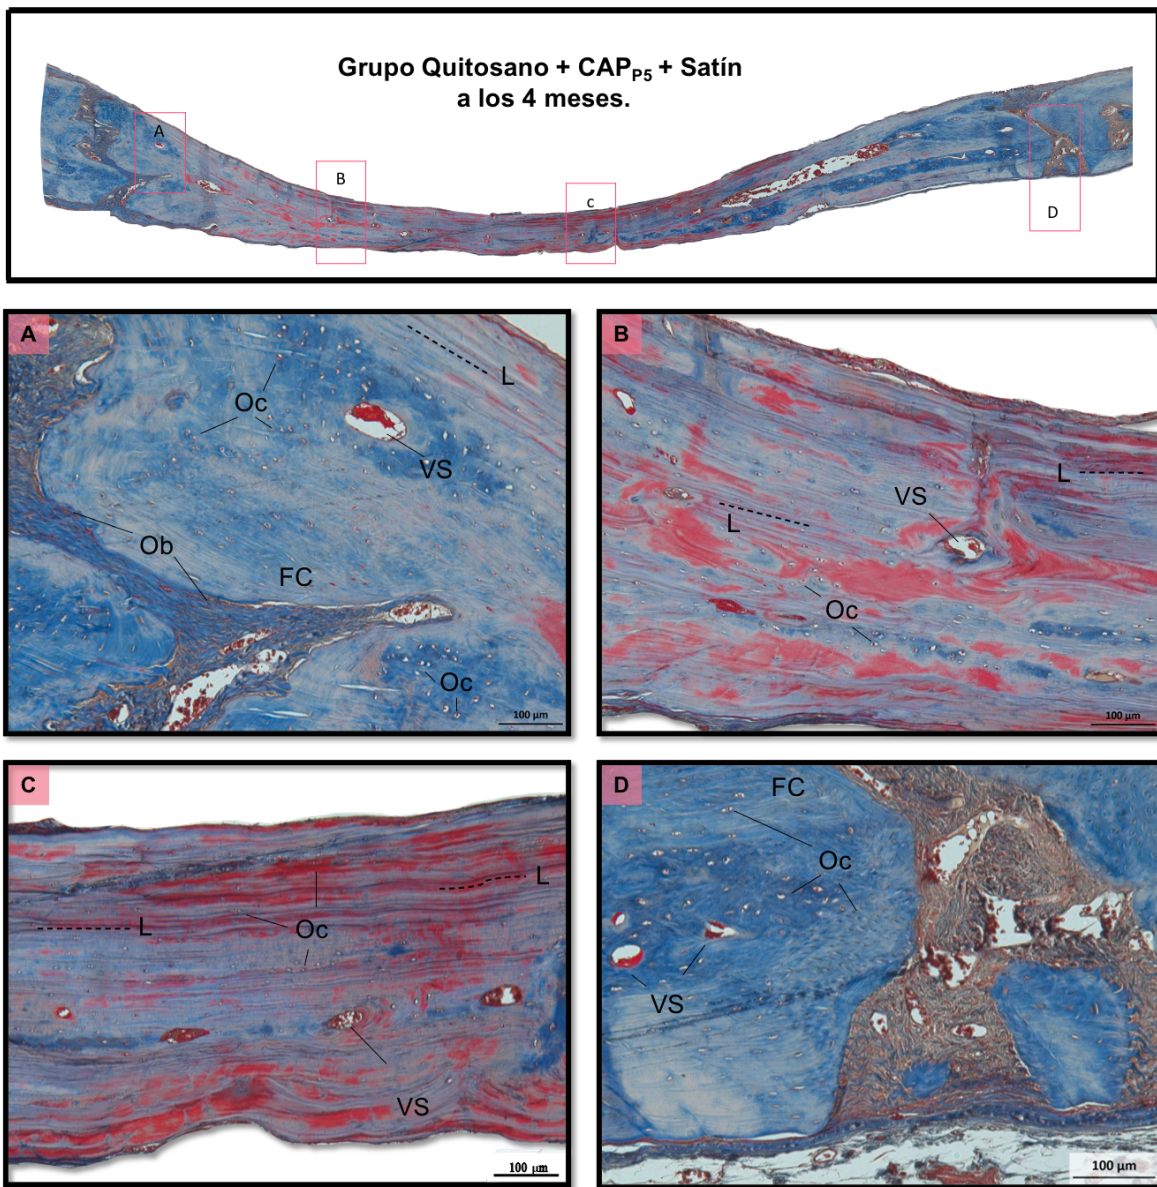 Grupo Quitosano + CAPP5 + Satín
a los 4 meses.
A
B
c
D
A
L
Oc
VS
Ob
FC
Oc
100 µm
B
L
VS
L
Oc
100 µm
C
L
L
Oc
VS
100 µm
D
FC
Oc
VS
100 µm